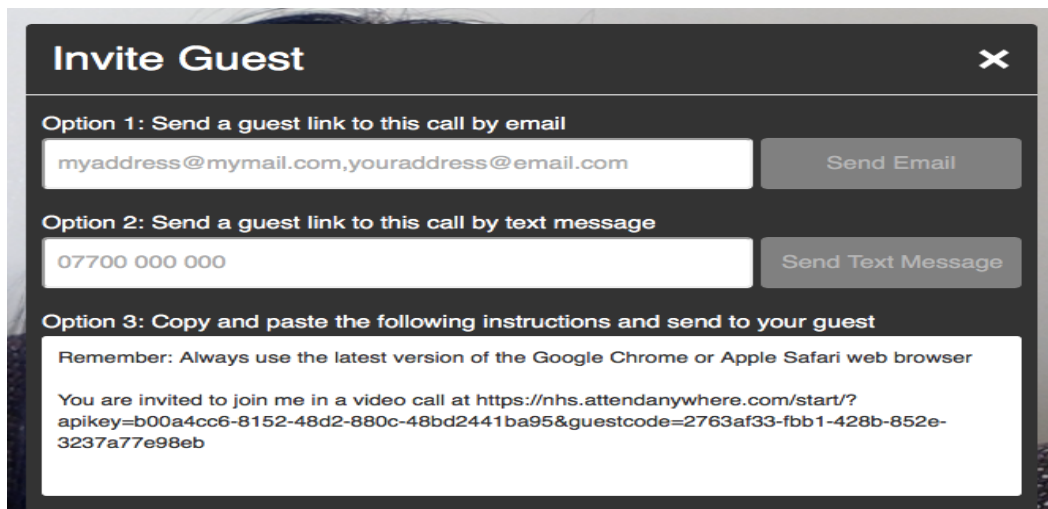 Invite Guest ×
Option 1: Send a guest link to this call by email
myaddress@mymail.com,youraddress@email.com Send Email
Option 2: Send a guest link to this call by text message
07700 000 000 Send Text Message
Option 3: Copy and paste the following instructions and send to your guest
Remember: Always use the latest version of the Google Chrome or Apple Safari web browser
You are invited to join me in a video call at https://nhs.attendanywhere.com/start/?
apikey=b00a4cc6-8152-48d2-880c-48bd2441ba95&guestcode=2763af33-fbb1-428b-852e-
3237a77e98eb